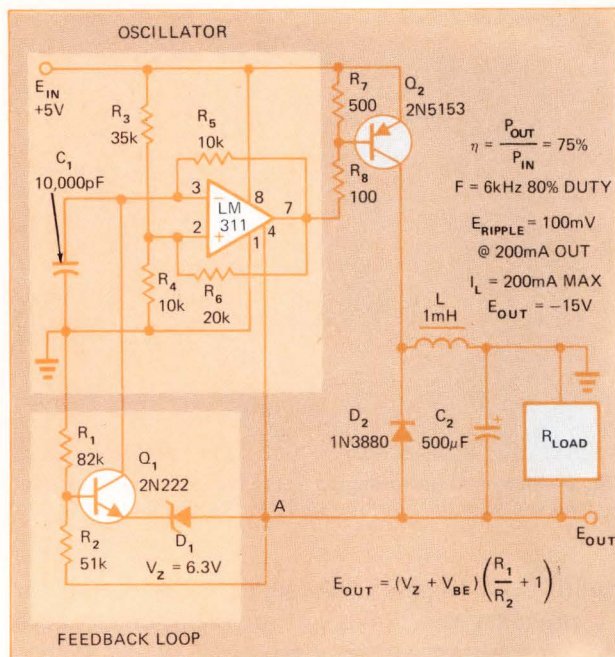 OSCILLATOR
E_IN
+5V
R3
35k
R5
10k
C1
10,000pF
3
8
LM
311
7
2
1
4
R4
10k
R6
20k
R7
500
Q2
2N5153
R8
100
η = P_OUT / P_IN = 75%
F = 6kHz 80% DUTY
E_RIPPLE = 100mV
@ 200mA OUT
I_L = 200mA MAX
E_OUT = −15V
L
1mH
R1
82k
Q1
2N222
R2
51k
D1
V_Z = 6.3V
A
D2
1N3880
C2
500µF
+
R_LOAD
E_OUT
E_OUT = (V_Z + V_BE) (R1/R2 + 1)
FEEDBACK LOOP